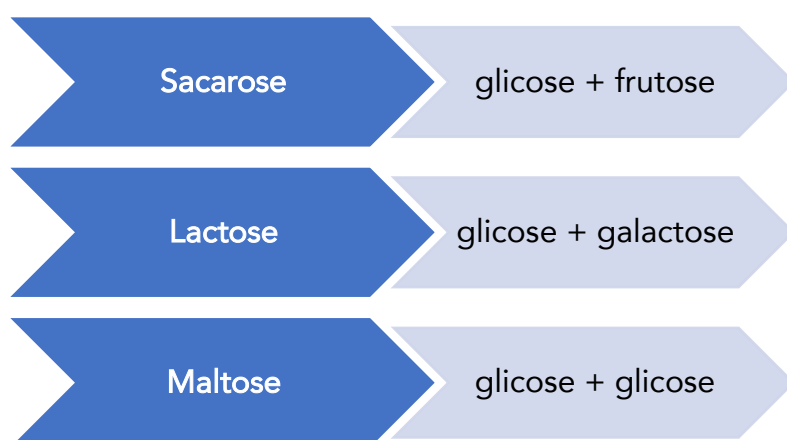 Sacarose glicose + frutose
Lactose glicose + galactose
Maltose glicose + glicose